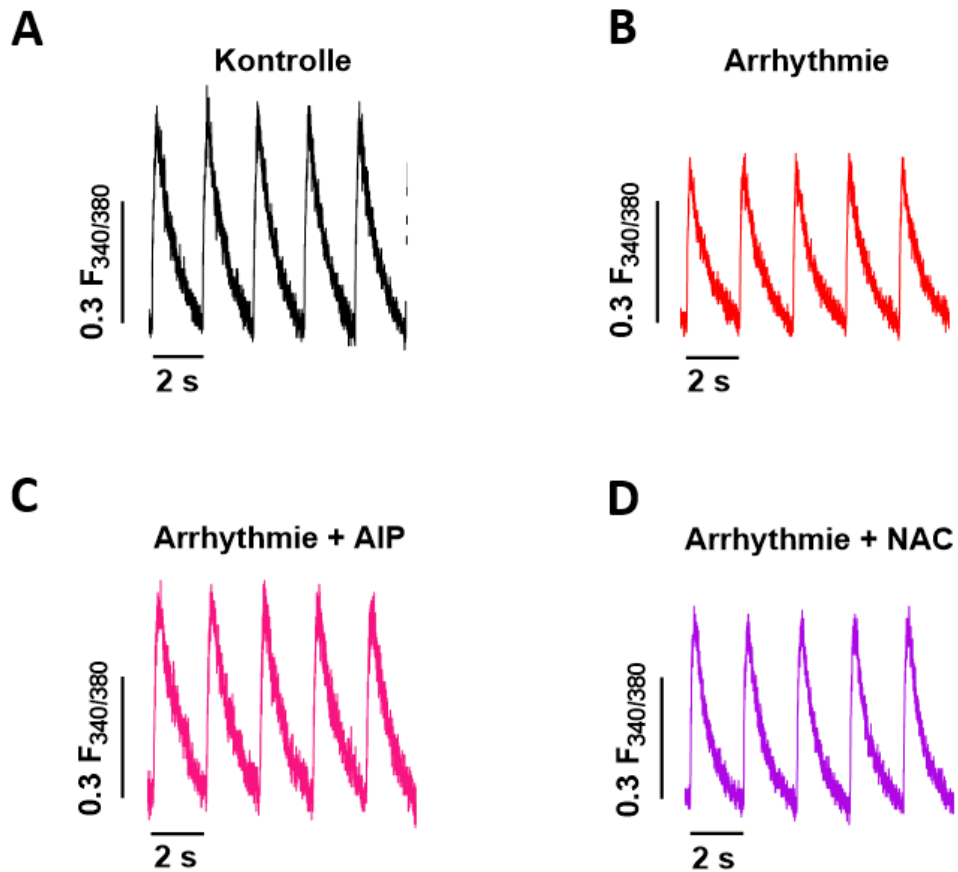 A
Kontrolle
0.3 F340/380
2 s
B
Arrhythmie
0.3 F340/380
2 s
C
Arrhythmie + AIP
0.3 F340/380
2 s
D
Arrhythmie + NAC
0.3 F340/380
2 s